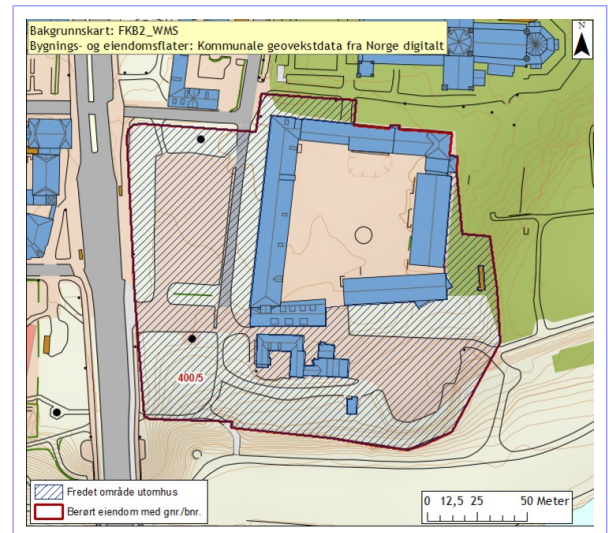 Bakgrunnskart: FKB2_WMS
Bygnings- og eiendomsflater: Kommunale geovekstdata fra Norge digitalt
N
400/5
Fredet område utomhus
Berørt eiendom med gnr./bnr.
0 12,5 25 50 Meter